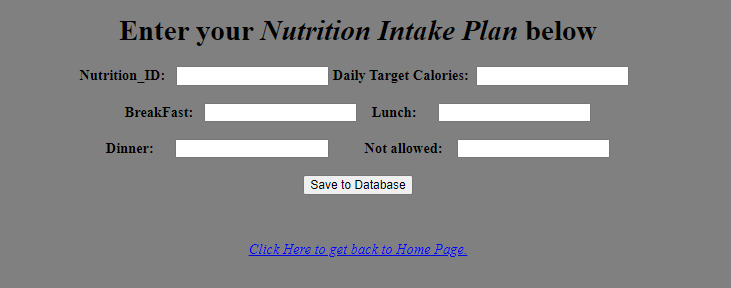 Enter your Nutrition Intake Plan below
Nutrition_ID: Daily Target Calories:
BreakFast: Lunch:
Dinner: Not allowed:
Save to Database
Click Here to get back to Home Page.